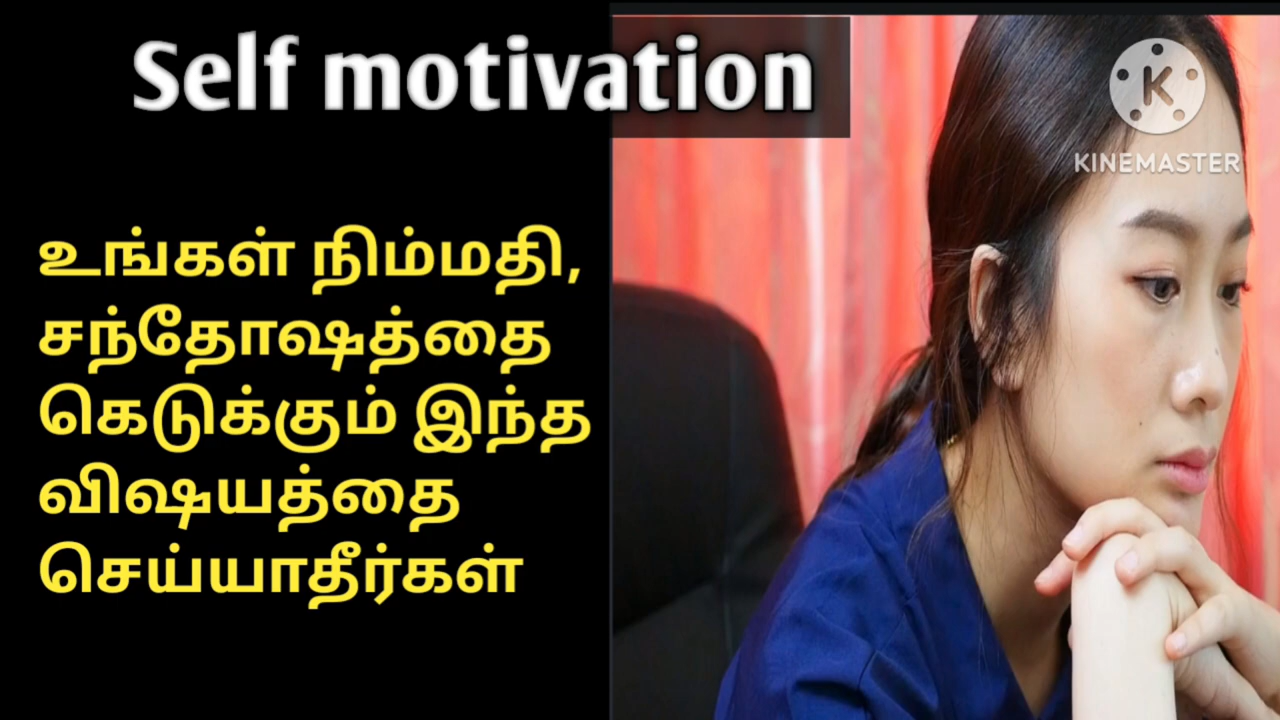 Self motivation
KINEMASTER
உங்கள் நிம்மதி,
சந்தோஷத்தை
கெடுக்கும் இந்த
விஷயத்தை
செய்யாதீர்கள்